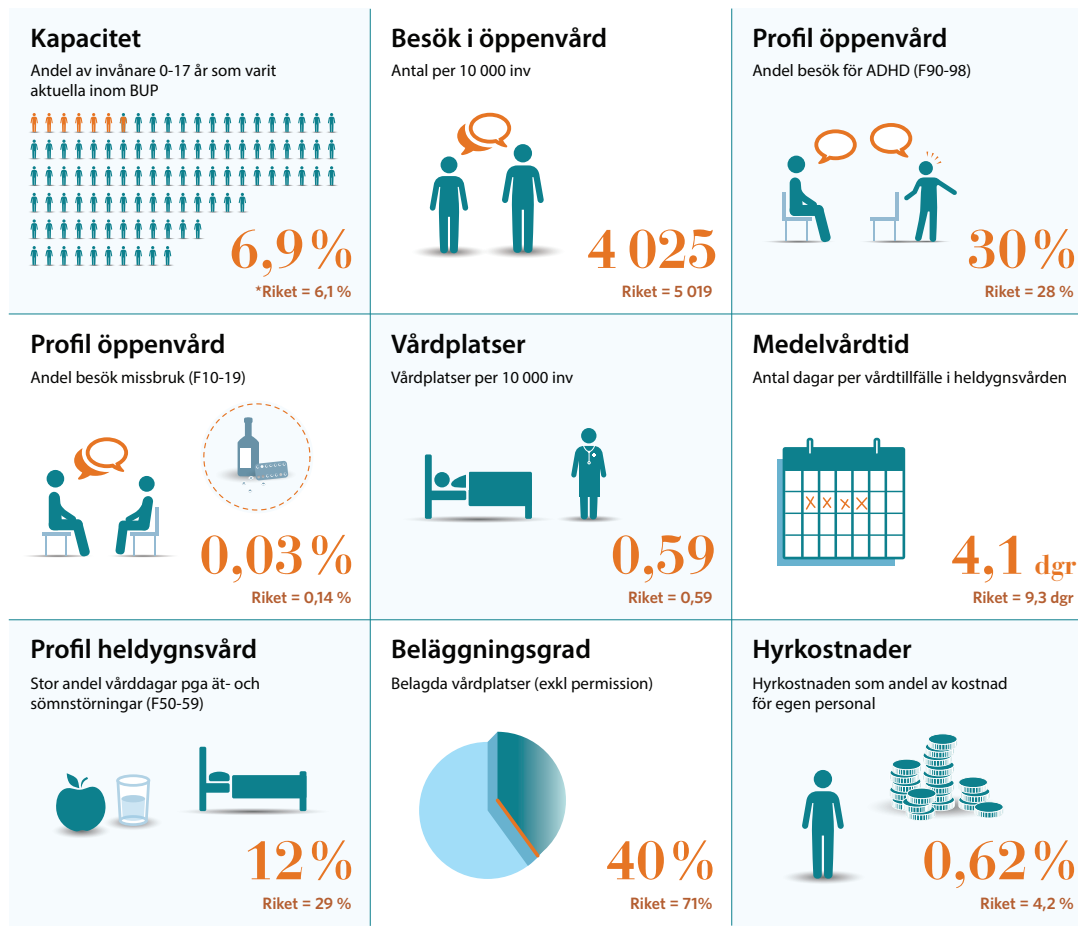 Kapacitet
Andel av invånare 0-17 år som varit
aktuella inom BUP
6,9%
*Riket = 6,1 %
Besök i öppenvård
Antal per 10 000 inv
4 025
Riket = 5 019
Profil öppenvård
Andel besök för ADHD (F90-98)
30%
Riket = 28 %
Profil öppenvård
Andel besök missbruk (F10-19)
0,03%
Riket = 0,14 %
Vårdplatser
Vårdplatser per 10 000 inv
0,59
Riket = 0,59
Medelvårdtid
Antal dagar per vårdtillfälle i heldygnsvården
4,1 dgr
Riket = 9,3 dgr
Profil heldygnsvård
Stor andel vårddagar pga ät- och
sömnstörningar (F50-59)
12%
Riket = 29 %
Beläggningsgrad
Belagda vårdplatser (exkl permission)
40%
Riket = 71%
Hyrkostnader
Hyrkostnaden som andel av kostnad
för egen personal
0,62%
Riket = 4,2 %